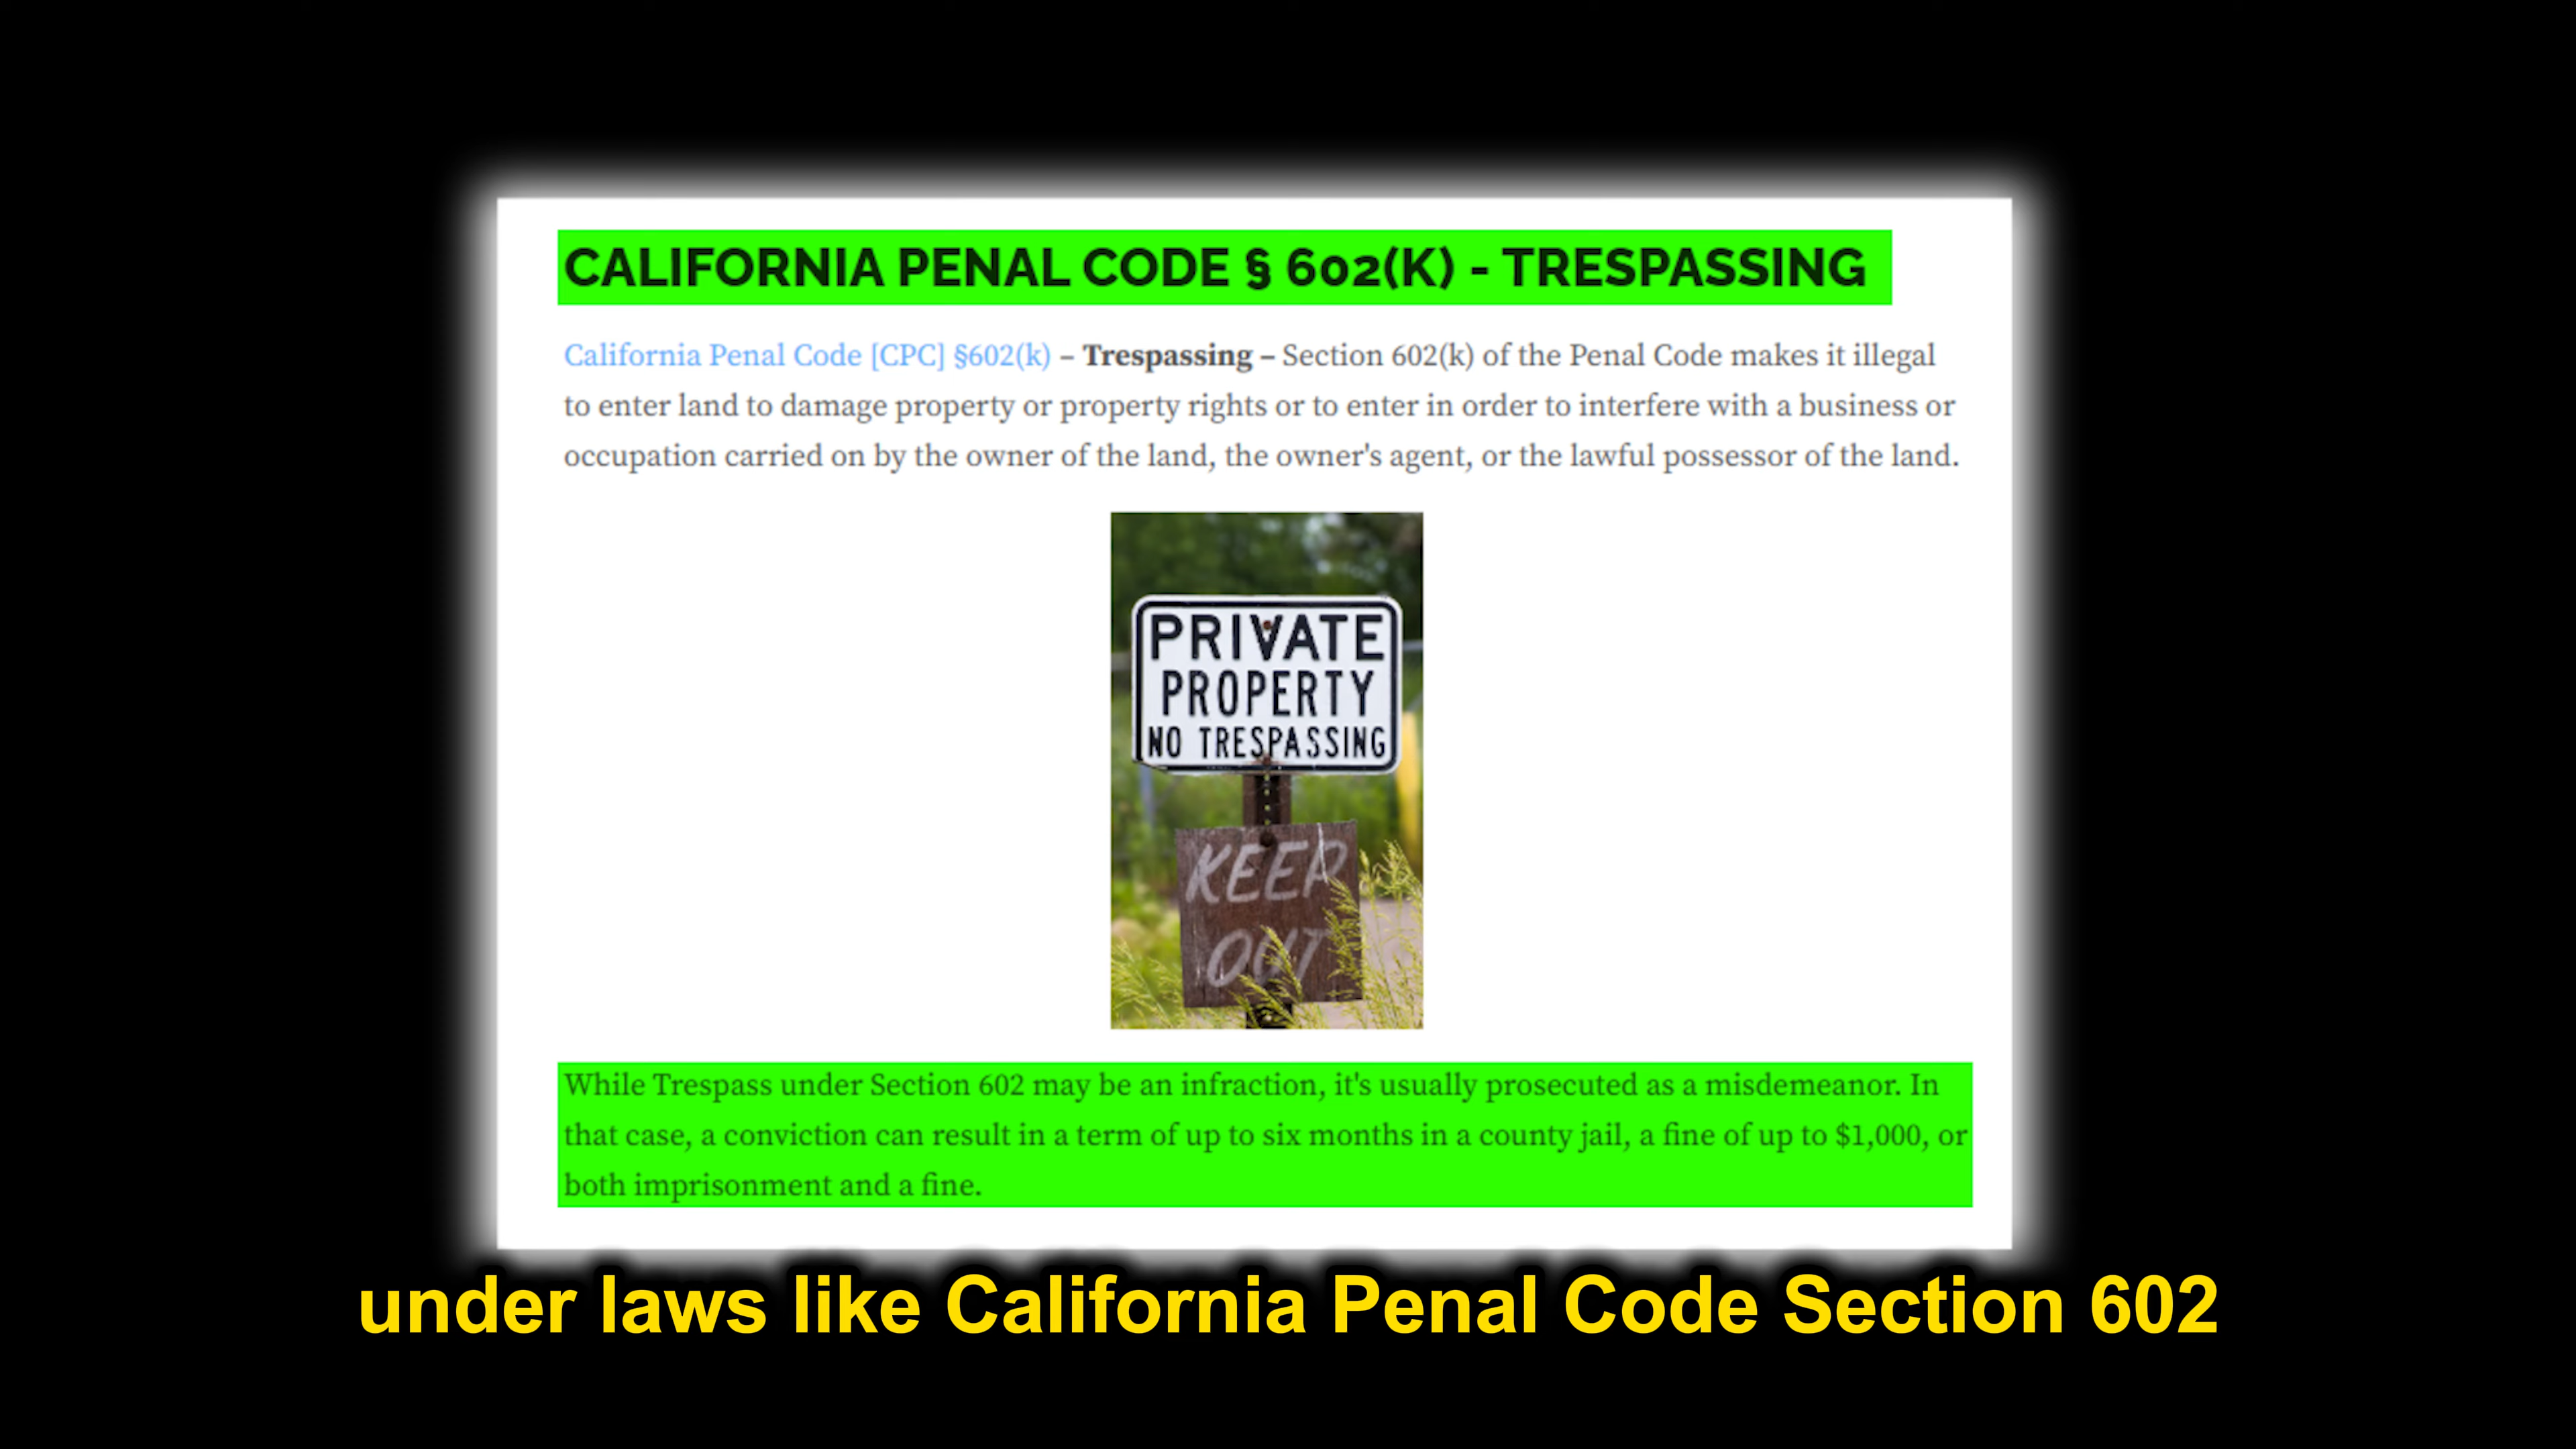 CALIFORNIA PENAL CODE § 602(K) - TRESPASSING
California Penal Code [CPC] §602(k) – Trespassing – Section 602(k) of the Penal Code makes it illegal
to enter land to damage property or property rights or to enter in order to interfere with a business or
occupation carried on by the owner of the land, the owner's agent, or the lawful possessor of the land.
PRIVATE
PROPERTY
NO TRESPASSING
KEEP
OUT
While Trespass under Section 602 may be an infraction, it's usually prosecuted as a misdemeanor. In
that case, a conviction can result in a term of up to six months in a county jail, a fine of up to $1,000, or
both imprisonment and a fine.
under laws like California Penal Code Section 602